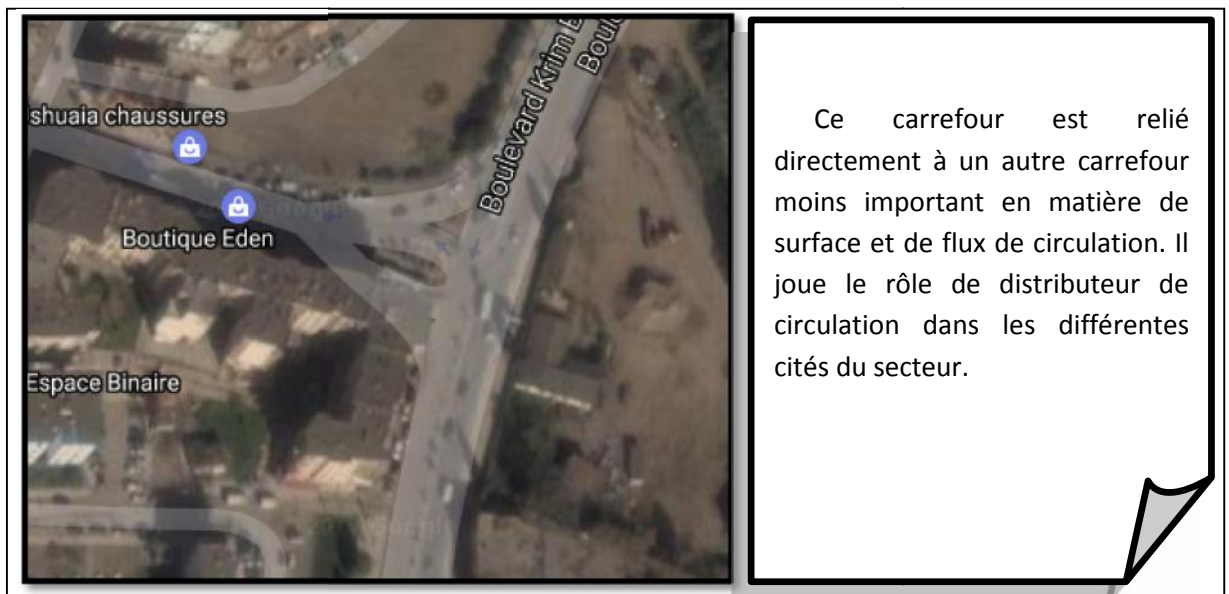 Ishuaia chaussures
Boutique Eden
Espace Binaire
Boulevard Krim B
Boule
Ce carrefour est relié
directement à un autre carrefour
moins important en matière de
surface et de flux de circulation. Il
joue le rôle de distributeur de
circulation dans les différentes
cités du secteur.